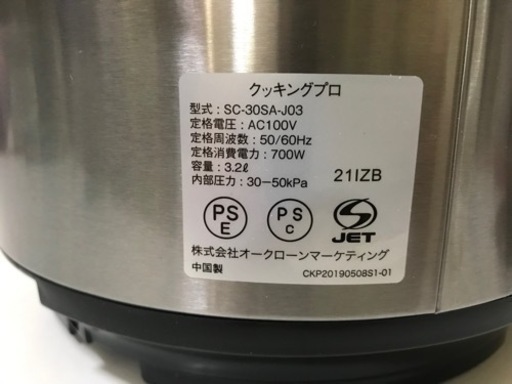 クッキングプロ
型式：SC-30SA-J03
定格電圧：AC100V
定格周波数：50/60Hz
定格消費電力：700W
容量：3.2ℓ
内部圧力：30−50kPa
21IZB
PS
E
PS
C
JET
株式会社オークローンマーケティング
中国製
CKP20190508S1-01